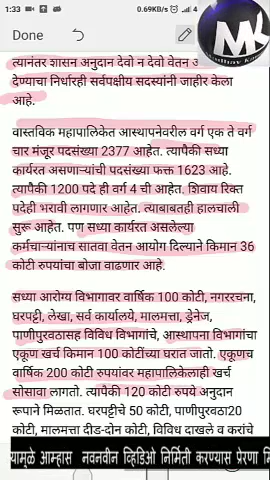 1:33 0.69KB/s 4
Done
त्यानंतर शासन अनुदान देवो न देवो वेतन
देण्याचा निर्धारही सर्वपक्षीय सदस्यांनी जाहीर केला
आहे.
वास्तविक महापालिकेत आस्थापनेवरील वर्ग एक ते वर्ग
चार मंजूर पदसंख्या 2377 आहेत. त्यापैकी सध्या
कार्यरत असणाऱ्यांची पदसंख्या फक्त 1623 आहे.
त्यापैकी 1200 पदे ही वर्ग 4 ची आहेत. शिवाय रिक्त
पदेही भरावी लागणार आहेत. त्याबाबतही हालचाली
सुरू आहेत. पण सध्या कार्यरत असलेल्या
कर्मचाऱ्यांनाच सातवा वेतन आयोग दिल्याने किमान 36
कोटी रुपयांचा बोजा वाढणार आहे.
सध्या आरोग्य विभागावर वार्षिक 100 कोटी, नगररचना,
घरपट्टी, लेखा, सर्व कार्यालये, मालमत्ता, ड्रेनेज,
पाणीपुरवठासह विविध विभागांचे, आस्थापना विभागांचा
एकूण खर्च किमान 100 कोटींच्या घरात जातो. एकूणच
वार्षिक 200 कोटी रुपयांवर महापालिकेलाही खर्च
सोसावा लागतो. त्यापैकी 120 कोटी रुपये अनुदान
रूपाने मिळतात. घरपट्टीचे 50 कोटी, पाणीपुरवठा20
कोटी, मालमत्ता दीड-दोन कोटी, विविध दाखले व करांचे
यामूळे आम्हास नवनवीन व्हिडिओ निर्मिती करण्यास प्रेरणा मि